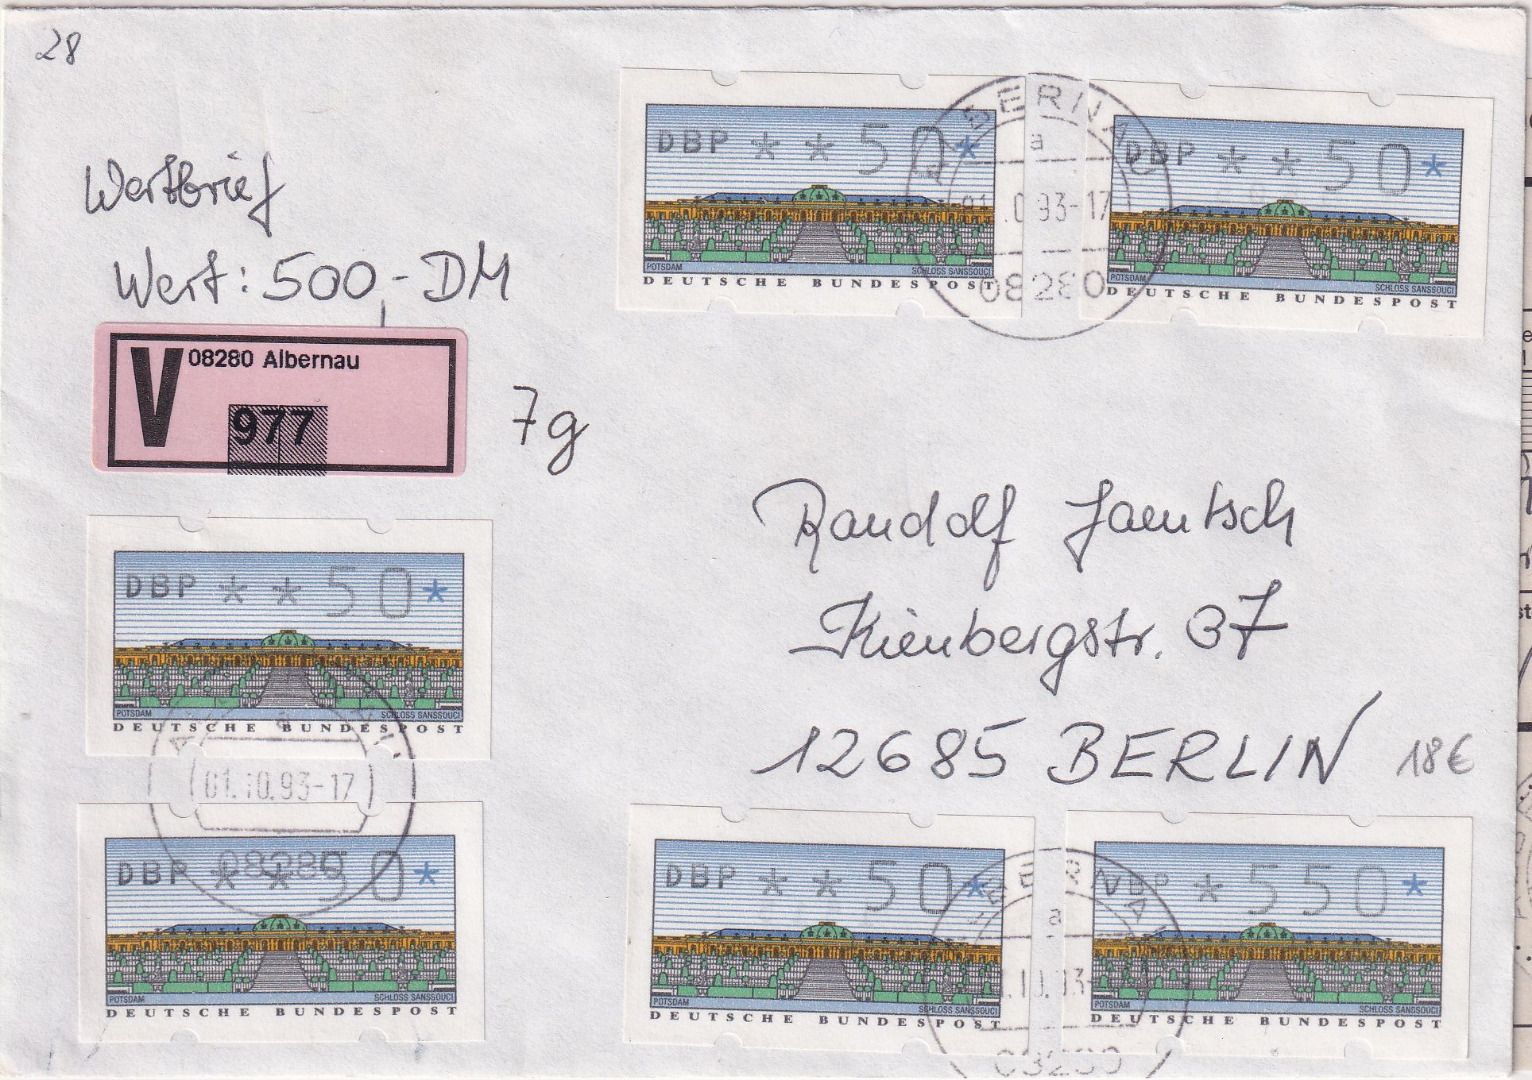 28
Wertbrief
Wert: 500,- DM
V 08280 Albernau
977
7g
DBP * * 50*
POTSDAM SCHLOSS SANSSOUCI
DEUTSCHE BUNDESPOST
DBP * * 50*
POTSDAM SCHLOSS SANSSOUCI
DEUTSCHE BUNDESPOST
a
01.10.93-17
08280
Randolf Jaentsch
Kienbergstr. 37
12685 BERLIN
18€
DBP * * 50*
POTSDAM SCHLOSS SANSSOUCI
DEUTSCHE BUNDESPOST
a
01.10.93-17
08280
DBP * * 50*
POTSDAM SCHLOSS SANSSOUCI
DEUTSCHE BUNDESPOST
DBP * * 50*
POTSDAM SCHLOSS SANSSOUCI
DEUTSCHE BUNDESPOST
DBP * 550*
POTSDAM SCHLOSS SANSSOUCI
DEUTSCHE BUNDESPOST
a
08280